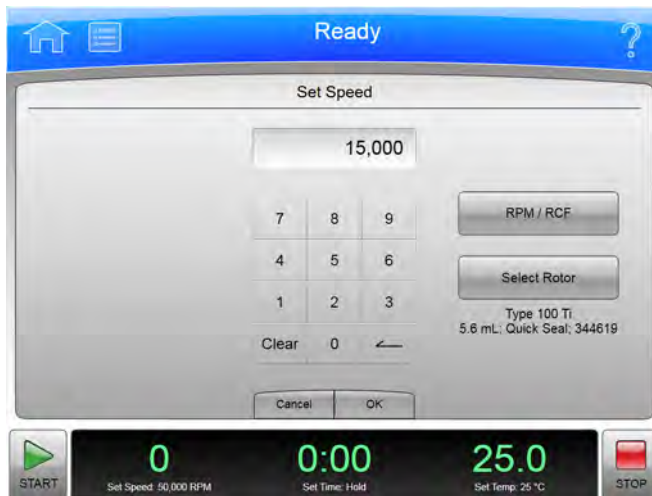 Ready
?
Set Speed
15,000
7 8 9
4 5 6
1 2 3
Clear 0
RPM / RCF
Select Rotor
Type 100 Ti
5.6 mL; Quick Seal; 344619
Cancel OK
START
0
Set Speed: 50,000 RPM
0:00
Set Time: Hold
25.0
Set Temp: 25 °C
STOP